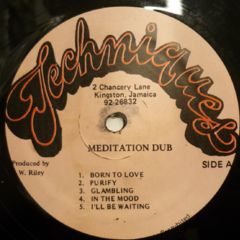 Techniques
2 Chancery Lane
Kingston, Jamaica
92-26832
MEDITATION DUB
Produced by
W. Riley
SIDE A
1. BORN TO LOVE
2. PURIFY
3. GLAMBLING
4. IN THE MOOD
5. I'LL BE WAITING